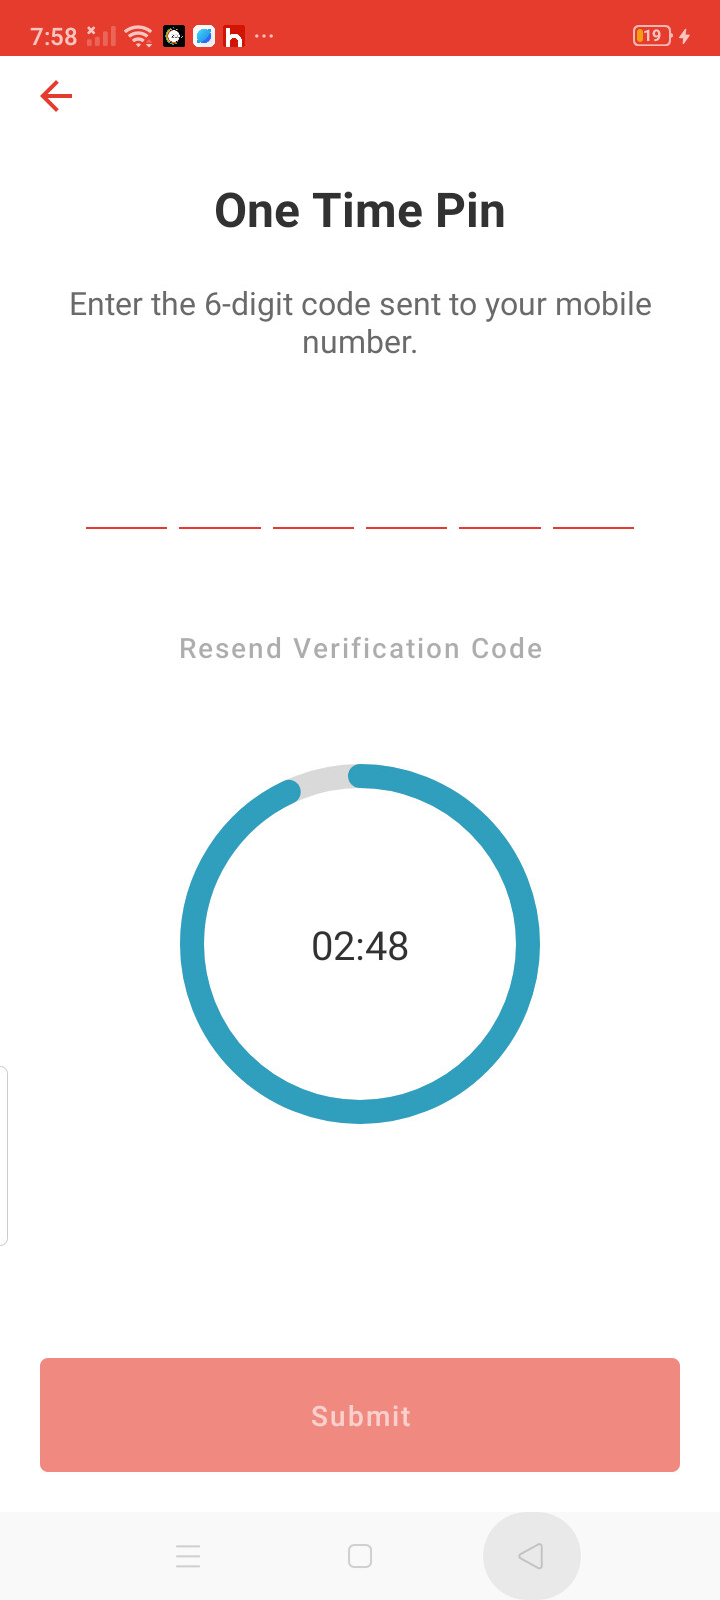 7:58
19
One Time Pin
Enter the 6-digit code sent to your mobile
number.
Resend Verification Code
02:48
Submit